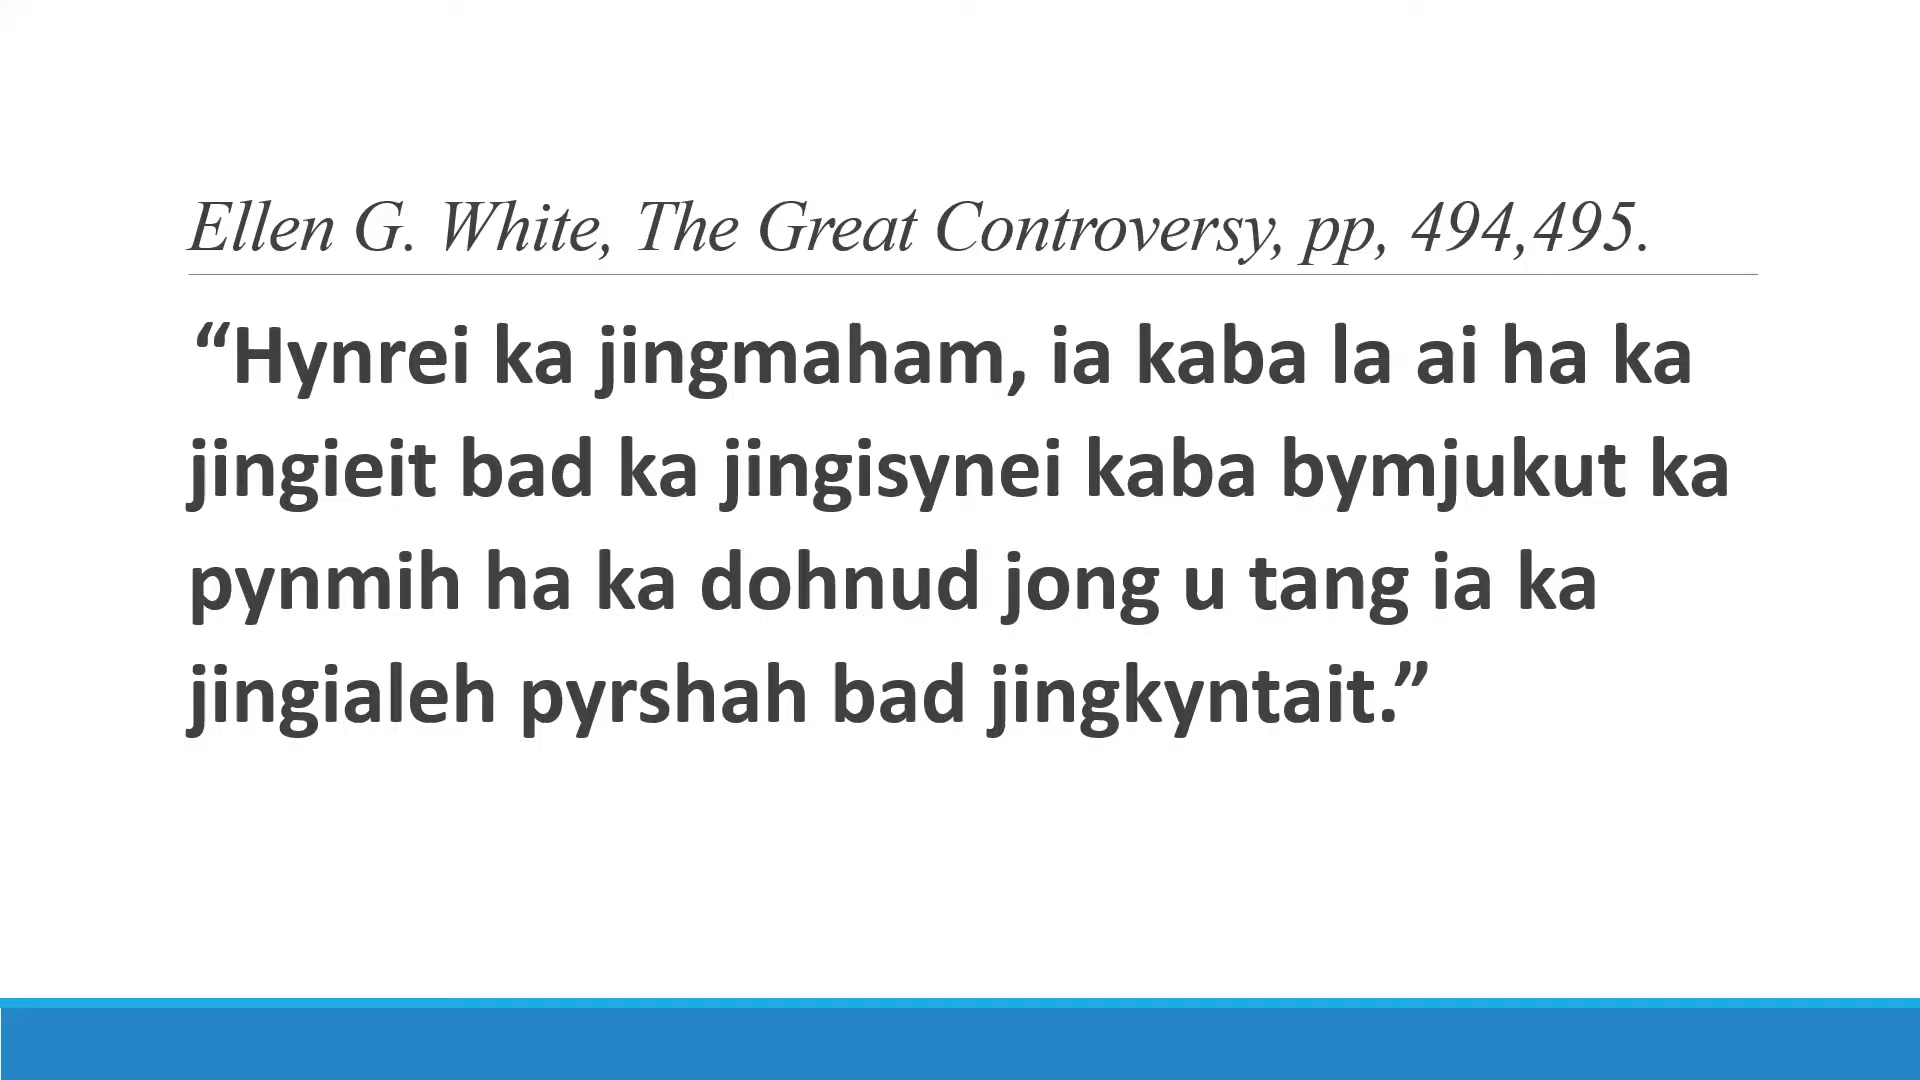 Ellen G. White, The Great Controversy, pp, 494,495.
“Hynrei ka jingmaham, ia kaba la ai ha ka
jingieit bad ka jingisynei kaba bymjukut ka
pynmih ha ka dohnud jong u tang ia ka
jingialeh pyrshah bad jingkyntait.”